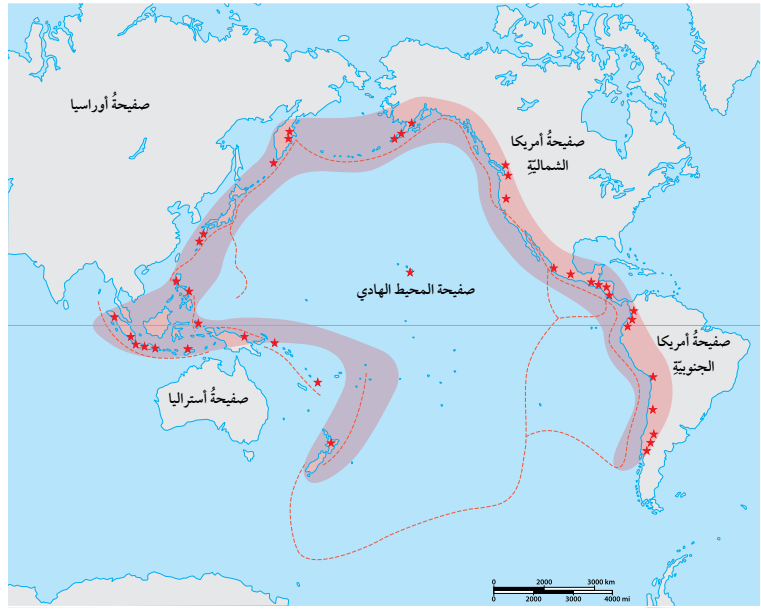 صفيحةُ أوراسيا
صفيحةُ أمريكا
الشماليّةِ
صفيحة المحيط الهادي
صفيحةُ أمريكا
الجنوبيّةِ
صفيحةُ أستراليا
0 2000 3000 km
0 2000 3000 4000 mi